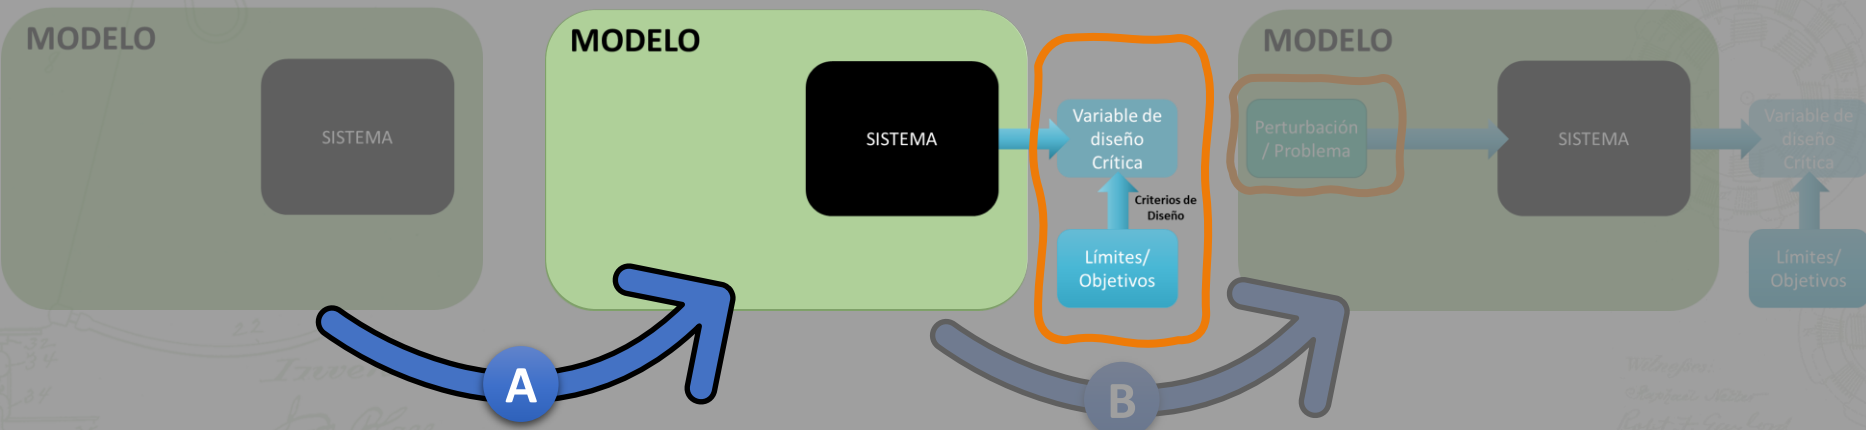 MODELO
SISTEMA
MODELO
SISTEMA
Variable de
diseño
Crítica
Criterios de
Diseño
Límites/
Objetivos
A
MODELO
Perturbación
/ Problema
SISTEMA
Variable de
diseño
Crítica
Límites/
Objetivos
B